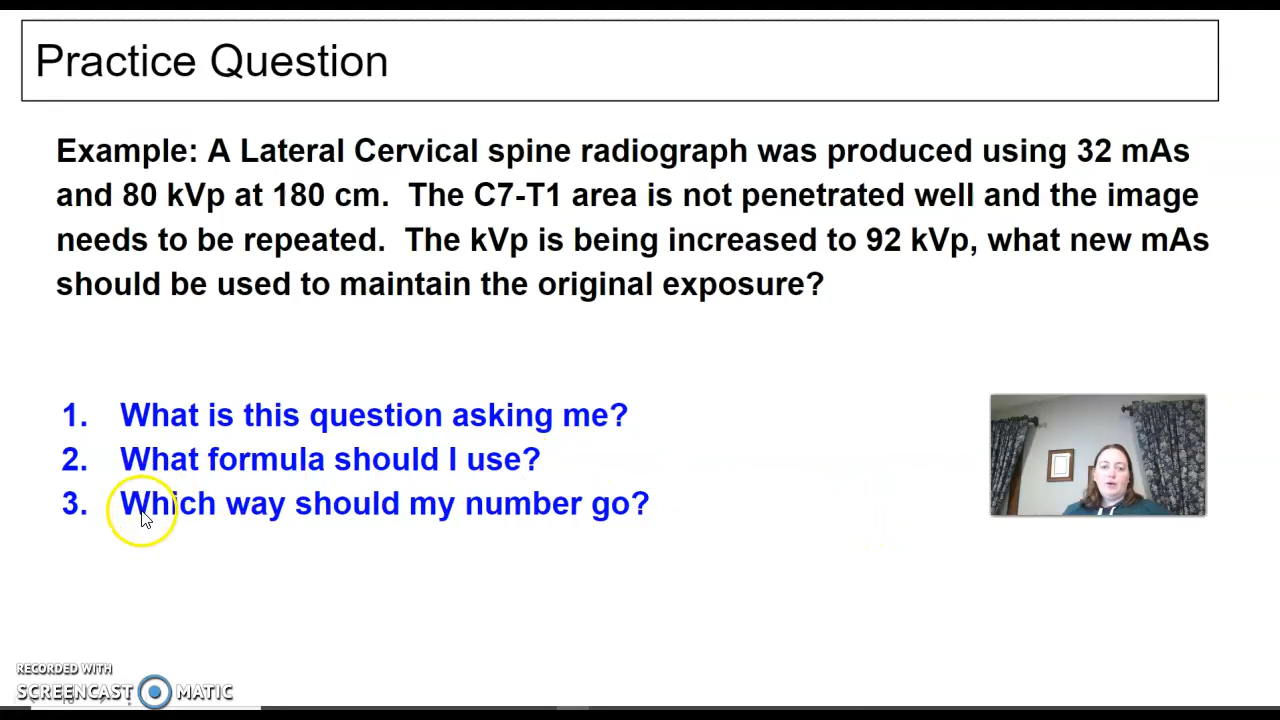 Practice Question
Example: A Lateral Cervical spine radiograph was produced using 32 mAs
and 80 kVp at 180 cm. The C7-T1 area is not penetrated well and the image
needs to be repeated. The kVp is being increased to 92 kVp, what new mAs
should be used to maintain the original exposure?
1. What is this question asking me?
2. What formula should I use?
3. Which way should my number go?
RECORDED WITH
SCREENCAST MATIC